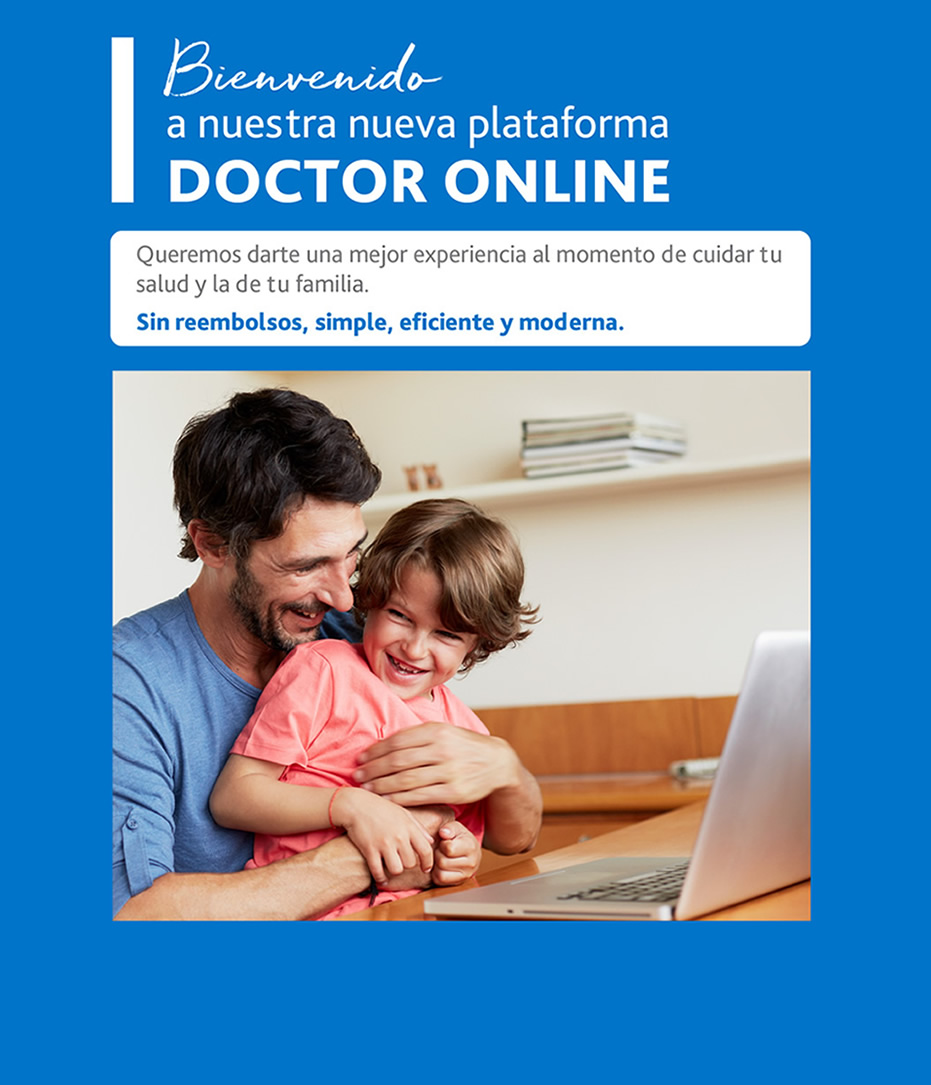 Bienvenido
a nuestra nueva plataforma
DOCTOR ONLINE
Queremos darte una mejor experiencia al momento de cuidar tu
salud y la de tu familia.
Sin reembolsos, simple, eficiente y moderna.